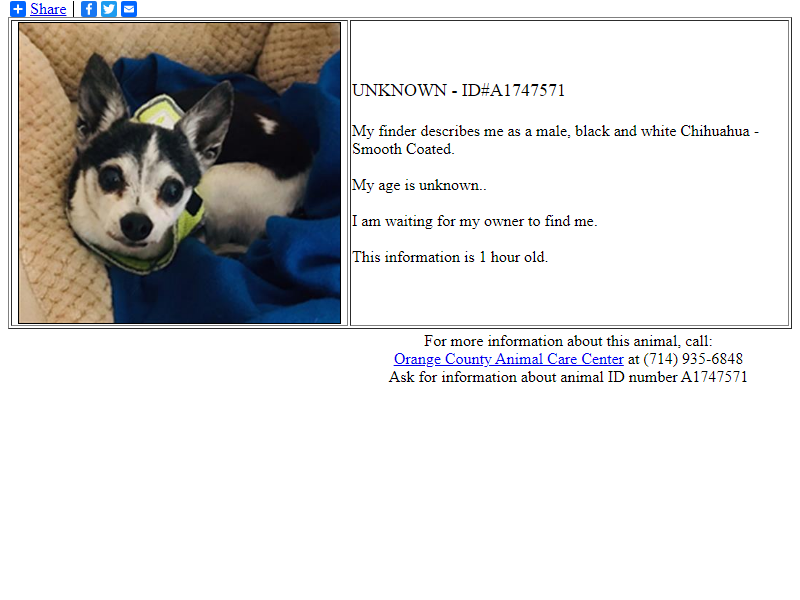 Share |
UNKNOWN - ID#A1747571
My finder describes me as a male, black and white Chihuahua -
Smooth Coated.
My age is unknown..
I am waiting for my owner to find me.
This information is 1 hour old.
For more information about this animal, call:
Orange County Animal Care Center at (714) 935-6848
Ask for information about animal ID number A1747571